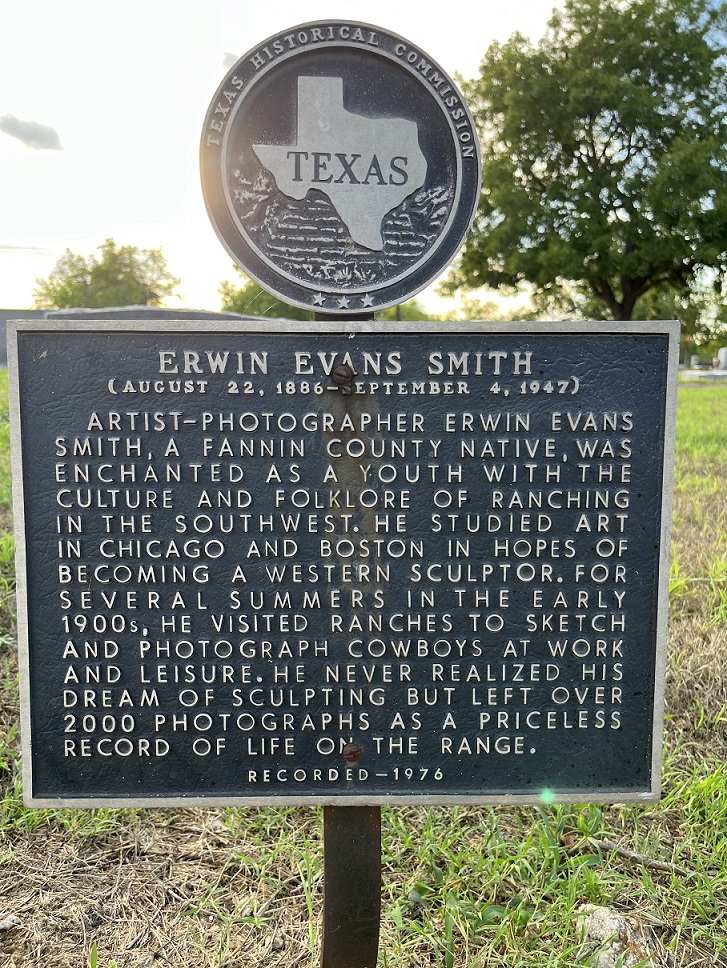 TEXAS HISTORICAL COMMISSION
TEXAS
ERWIN EVANS SMITH
(AUGUST 22, 1886–SEPTEMBER 4, 1947)
ARTIST–PHOTOGRAPHER ERWIN EVANS
SMITH, A FANNIN COUNTY NATIVE, WAS
ENCHANTED AS A YOUTH WITH THE
CULTURE AND FOLKLORE OF RANCHING
IN THE SOUTHWEST. HE STUDIED ART
IN CHICAGO AND BOSTON IN HOPES OF
BECOMING A WESTERN SCULPTOR. FOR
SEVERAL SUMMERS IN THE EARLY
1900s, HE VISITED RANCHES TO SKETCH
AND PHOTOGRAPH COWBOYS AT WORK
AND LEISURE. HE NEVER REALIZED HIS
DREAM OF SCULPTING BUT LEFT OVER
2000 PHOTOGRAPHS AS A PRICELESS
RECORD OF LIFE ON THE RANGE.
RECORDED–1976